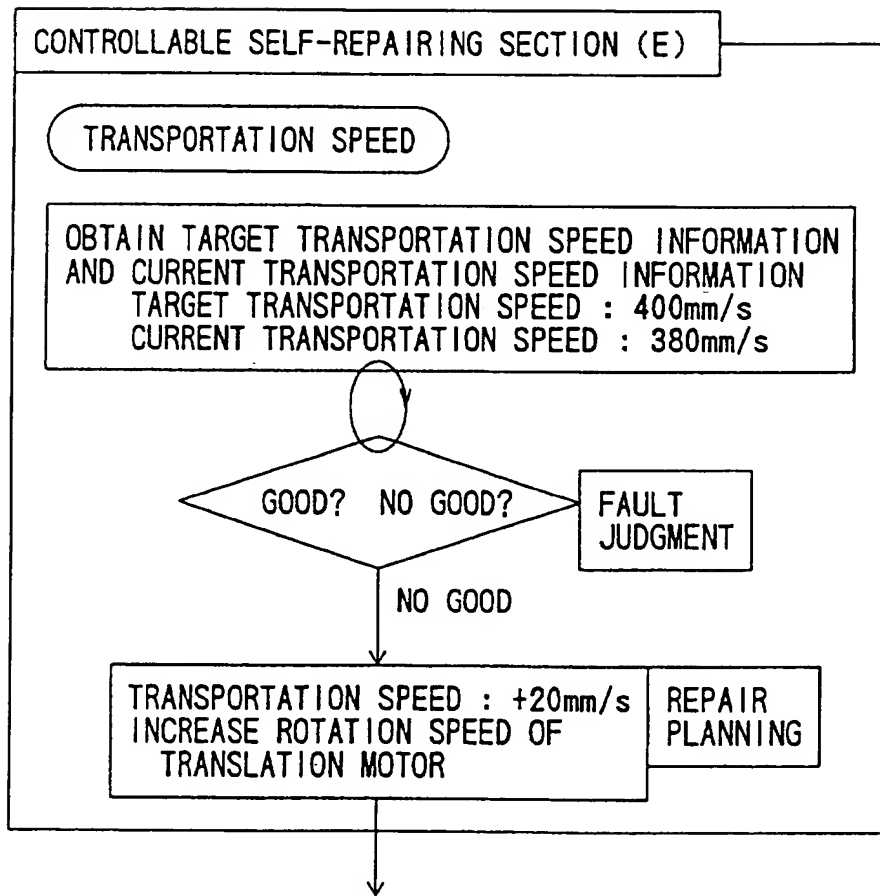 CONTROLLABLE SELF-REPAIRING SECTION (E)
TRANSPORTATION SPEED
OBTAIN TARGET TRANSPORTATION SPEED INFORMATION
AND CURRENT TRANSPORTATION SPEED INFORMATION
TARGET TRANSPORTATION SPEED : 400mm/s
CURRENT TRANSPORTATION SPEED : 380mm/s
GOOD? NO GOOD?
FAULT
JUDGMENT
NO GOOD
TRANSPORTATION SPEED : +20mm/s
INCREASE ROTATION SPEED OF
TRANSLATION MOTOR
REPAIR
PLANNING